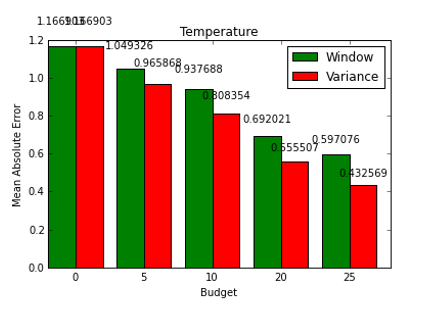 1.166903 1.166903
Temperature
1.049326
0.965868
0.937688
0.808354
0.692021
0.555507
0.597076
0.432569
Window
Variance
Mean Absolute Error
1.2
1.0
0.8
0.6
0.4
0.2
0.0
0 5 10 20 25
Budget